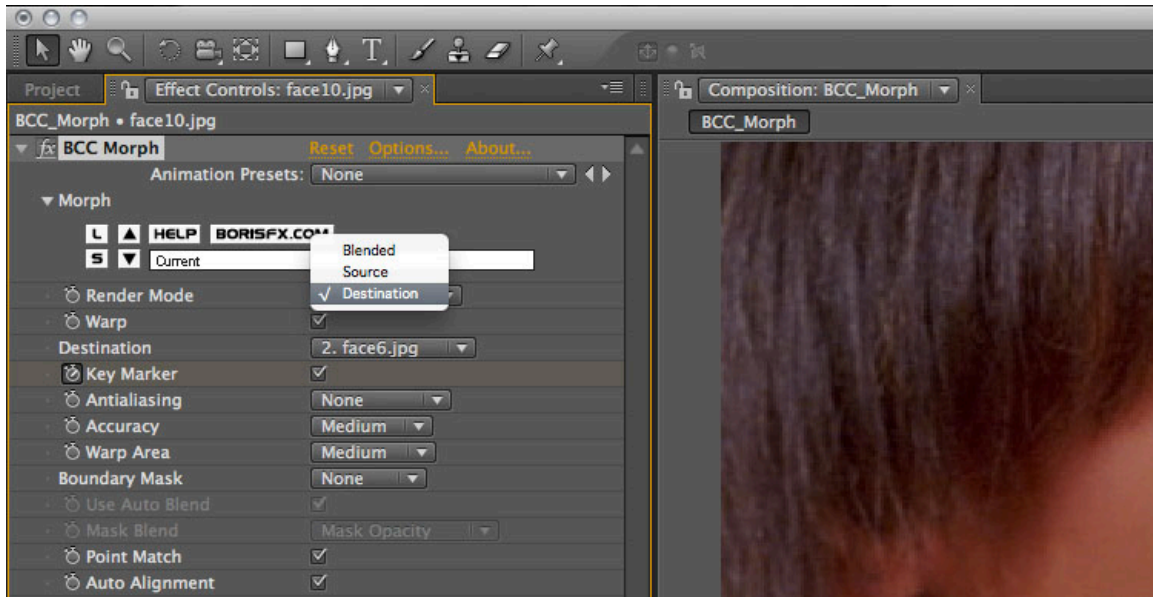 T
Project
Effect Controls: face10.jpg
Composition: BCC_Morph
BCC_Morph • face10.jpg
BCC_Morph
fx BCC Morph Reset Options... About...
Animation Presets: None
Morph
L HELP BORISFX.COM
S Current
Blended
Source
√ Destination
Render Mode
Warp
Destination 2. face6.jpg
Key Marker
Antialiasing None
Accuracy Medium
Warp Area Medium
Boundary Mask None
Use Auto Blend
Mask Blend Mask Opacity
Point Match
Auto Alignment